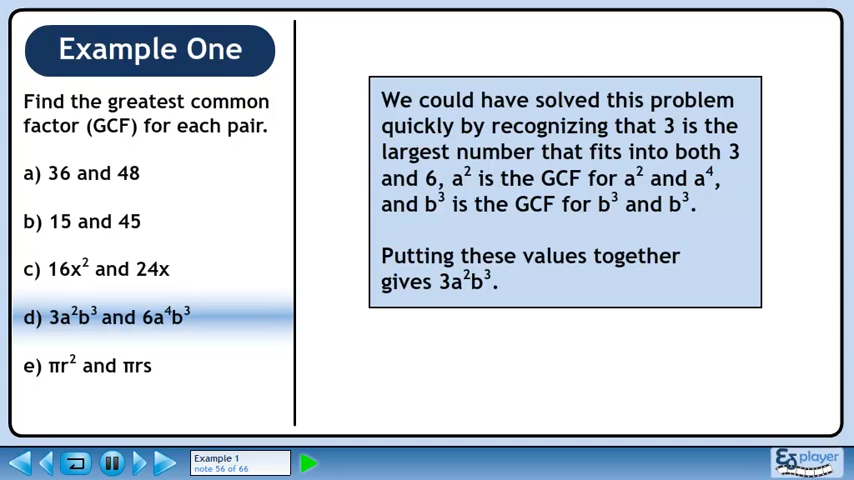 Example One
Find the greatest common
factor (GCF) for each pair.
a) 36 and 48
b) 15 and 45
c) 16x² and 24x
d) 3a²b³ and 6a⁴b³
e) πr² and πrs
We could have solved this problem
quickly by recognizing that 3 is the
largest number that fits into both 3
and 6, a² is the GCF for a² and a⁴,
and b³ is the GCF for b³ and b³.
Putting these values together
gives 3a²b³.
Example 1
note 56 of 66
player